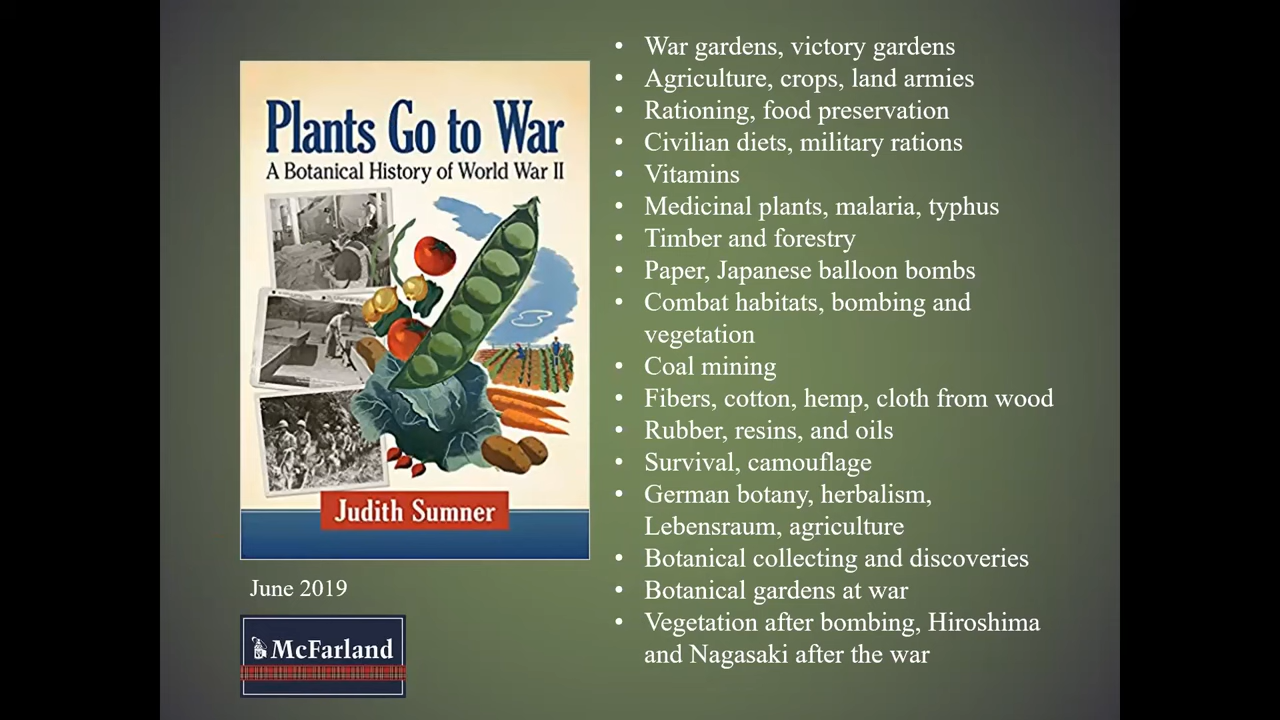 Plants Go to War
A Botanical History of World War II
Judith Sumner
June 2019
McFarland
• War gardens, victory gardens
• Agriculture, crops, land armies
• Rationing, food preservation
• Civilian diets, military rations
• Vitamins
• Medicinal plants, malaria, typhus
• Timber and forestry
• Paper, Japanese balloon bombs
• Combat habitats, bombing and
vegetation
• Coal mining
• Fibers, cotton, hemp, cloth from wood
• Rubber, resins, and oils
• Survival, camouflage
• German botany, herbalism,
Lebensraum, agriculture
• Botanical collecting and discoveries
• Botanical gardens at war
• Vegetation after bombing, Hiroshima
and Nagasaki after the war